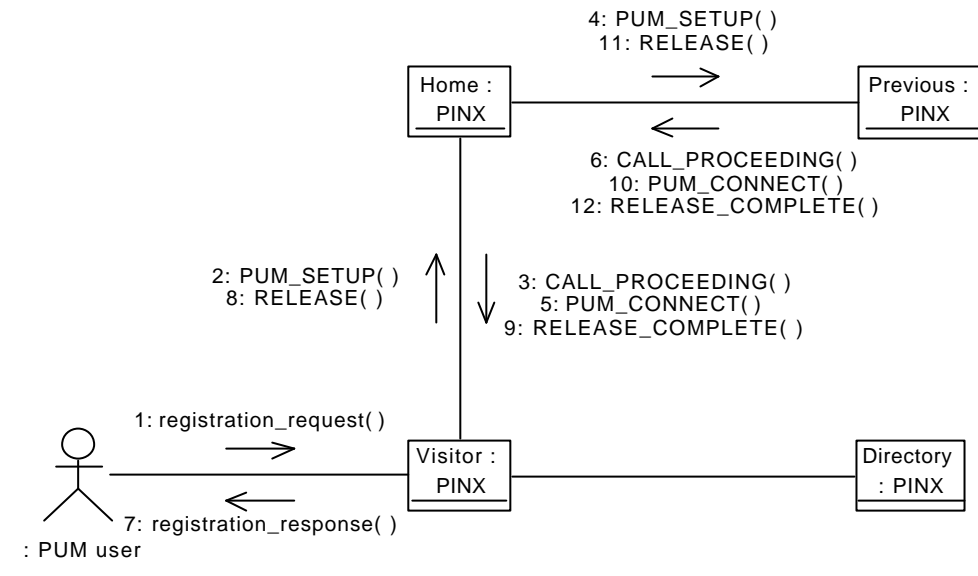 4: PUM_SETUP( )
11: RELEASE( )
Home :
PINX
Previous :
PINX
6: CALL_PROCEEDING( )
10: PUM_CONNECT( )
12: RELEASE_COMPLETE( )
2: PUM_SETUP( )
8: RELEASE( )
3: CALL_PROCEEDING( )
5: PUM_CONNECT( )
9: RELEASE_COMPLETE( )
1: registration_request( )
Visitor :
PINX
Directory
: PINX
7: registration_response( )
: PUM user